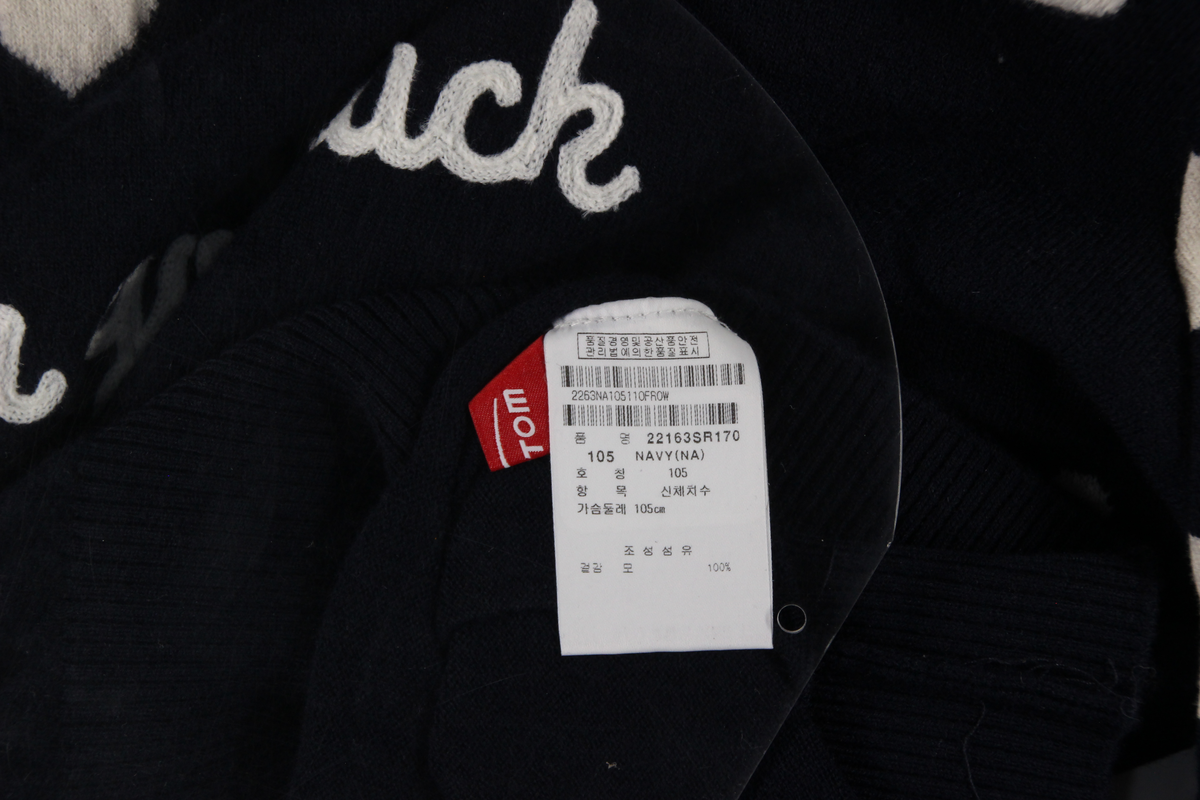 uck
TOM
품질경영및공산품안전
관리법에의한품질표시
2263NA105110FROW
품 명 22163SR170
105 NAVY(NA)
호 칭 105
항 목 신체치수
가슴둘레 105cm
조 성 섬 유
겉감 모 100%